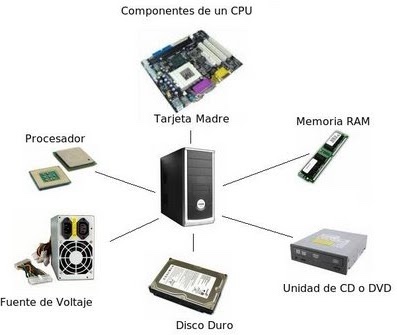 Componentes de un CPU
Tarjeta Madre
Procesador
Memoria RAM
Fuente de Voltaje
Unidad de CD o DVD
Disco Duro